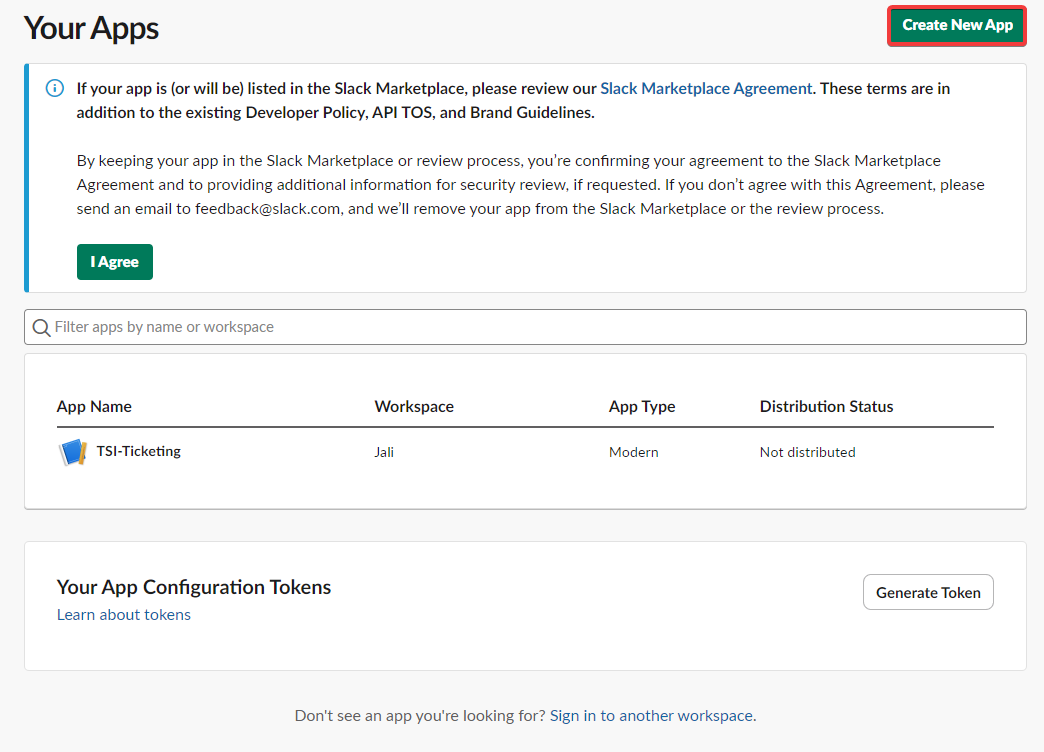 Your Apps
Create New App
If your app is (or will be) listed in the Slack Marketplace, please review our Slack Marketplace Agreement. These terms are in
addition to the existing Developer Policy, API TOS, and Brand Guidelines.
By keeping your app in the Slack Marketplace or review process, you’re confirming your agreement to the Slack Marketplace
Agreement and to providing additional information for security review, if requested. If you don’t agree with this Agreement, please
send an email to feedback@slack.com, and we’ll remove your app from the Slack Marketplace or the review process.
I Agree
Filter apps by name or workspace
App Name Workspace App Type Distribution Status
TSI-Ticketing Jali Modern Not distributed
Your App Configuration Tokens
Generate Token
Learn about tokens
Don't see an app you're looking for? Sign in to another workspace.